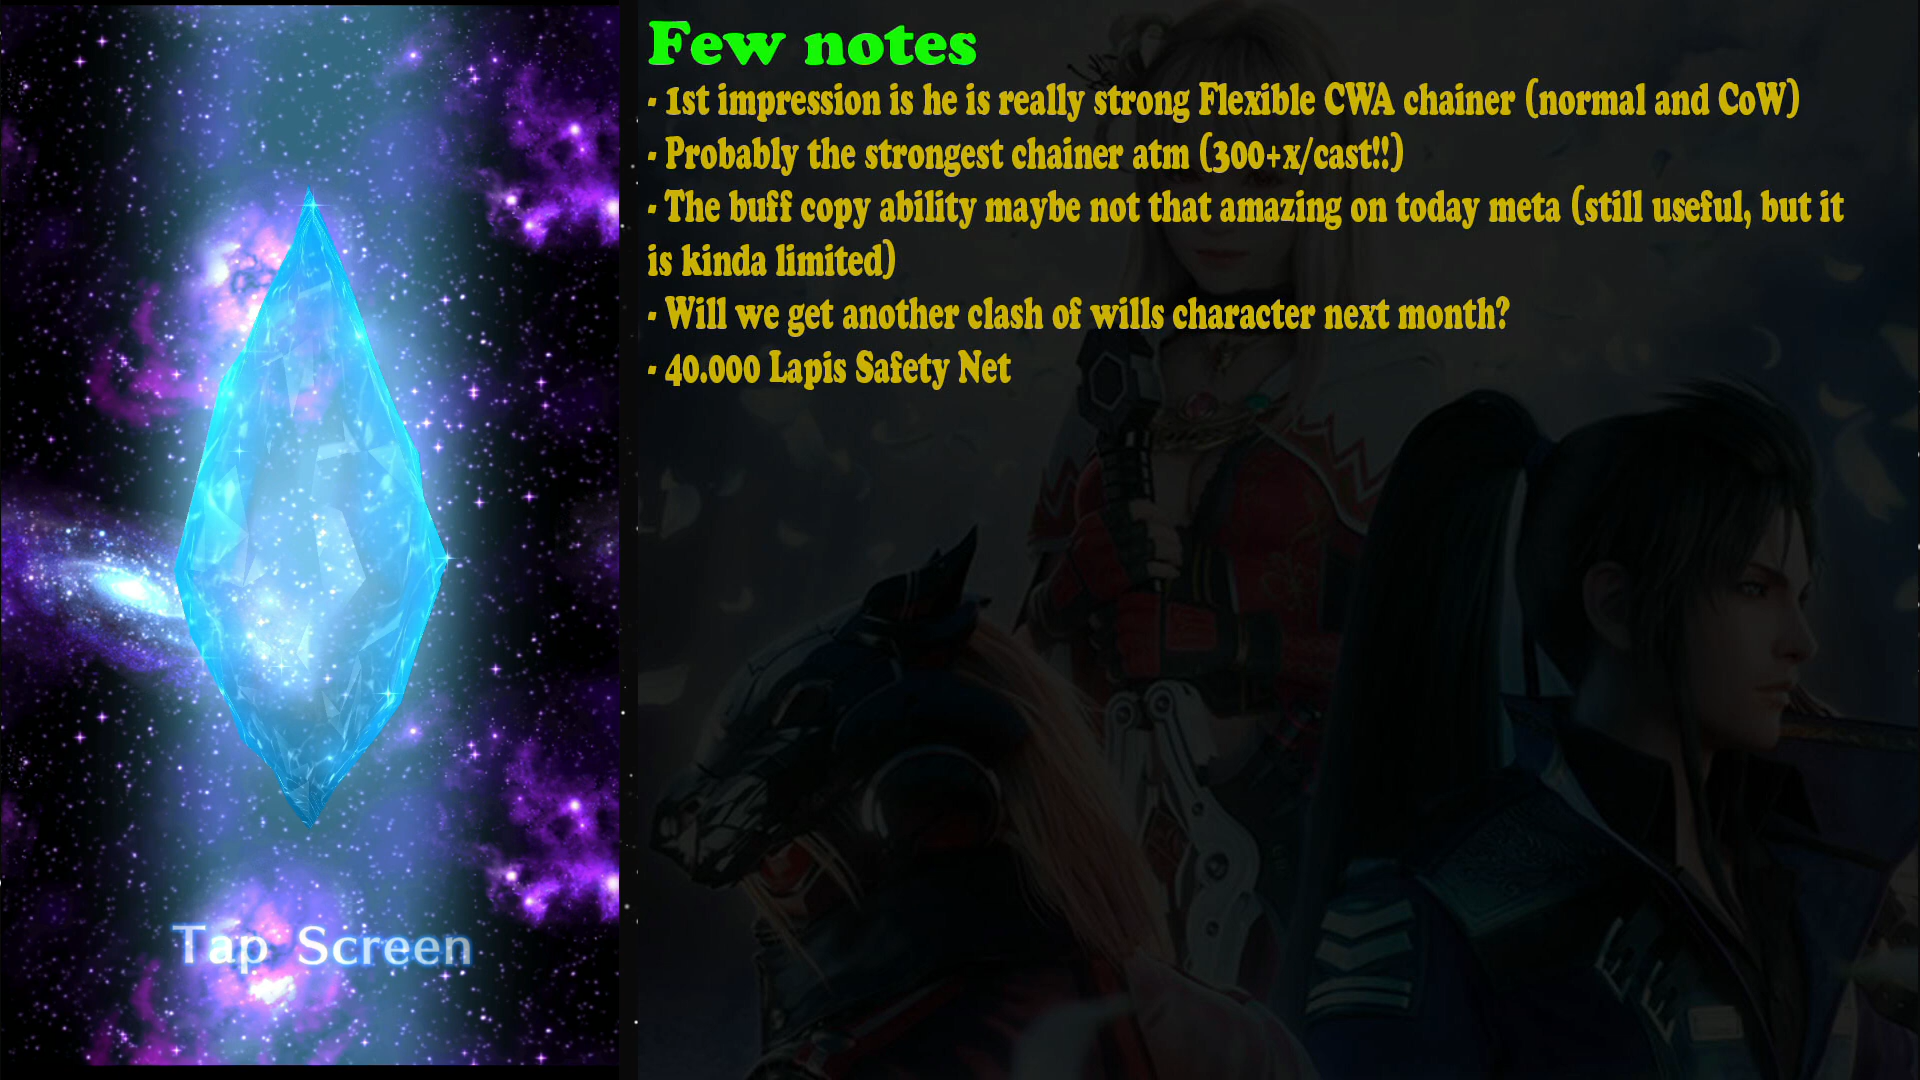 Few notes
- 1st impression is he is really strong Flexible CWA chainer (normal and CoW)
- Probably the strongest chainer atm (300+x/cast!!)
- The buff copy ability maybe not that amazing on today meta (still useful, but it
is kinda limited)
- Will we get another clash of wills character next month?
- 40.000 Lapis Safety Net
Tap Screen